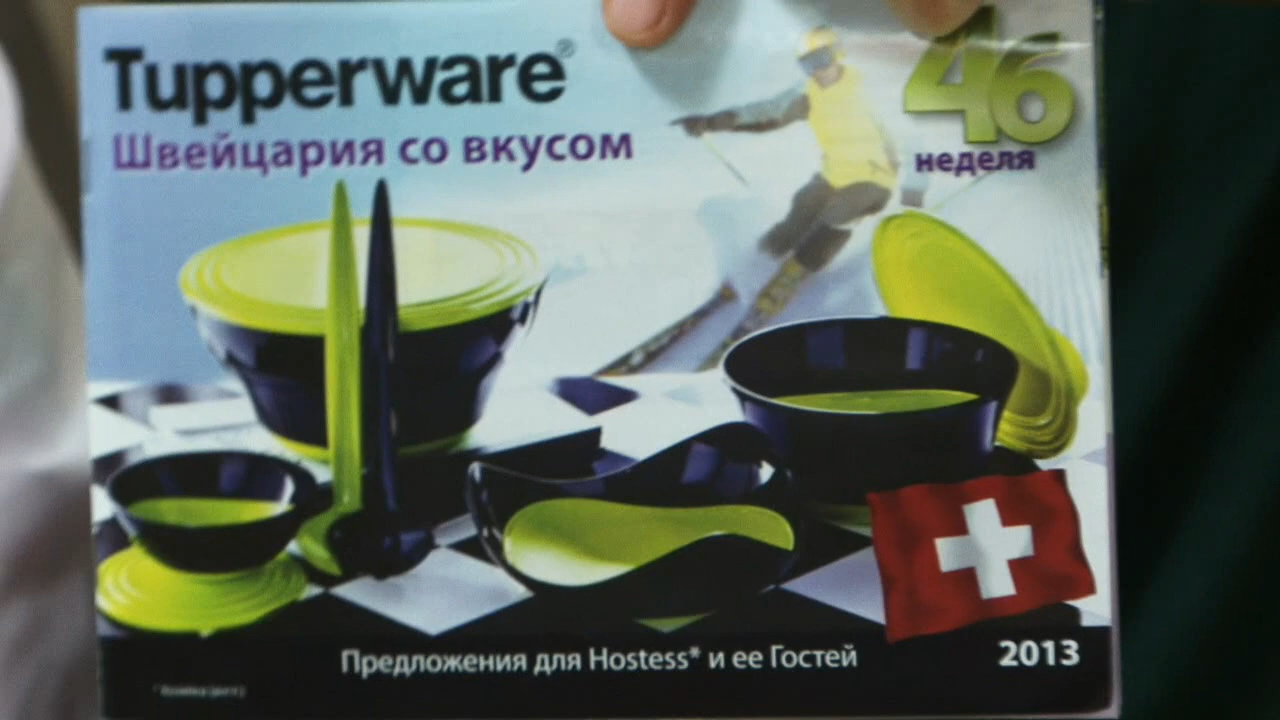 Tupperware®
46
Швейцария со вкусом
неделя
Предложения для Hostess* и ее Гостей
2013